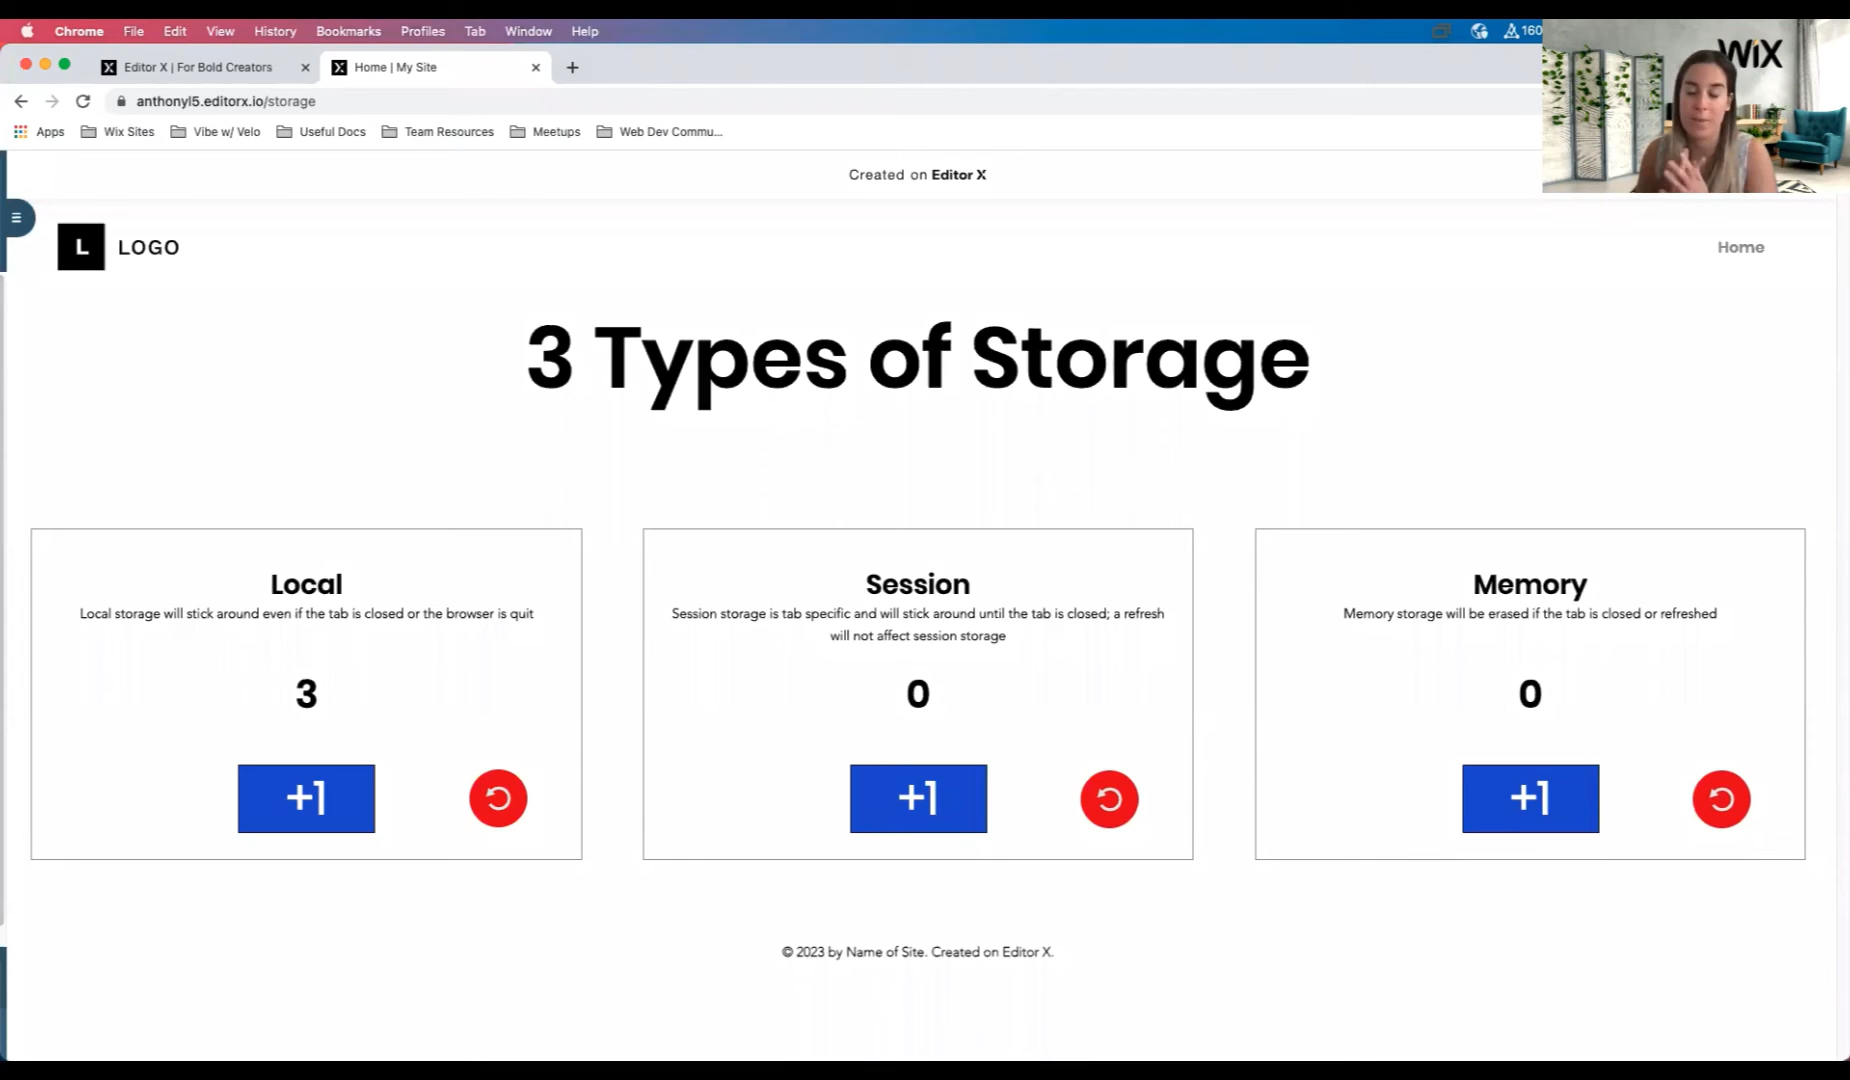 Chrome File Edit View History Bookmarks Profiles Tab Window Help 160
Editor X | For Bold Creators
Home | My Site
anthonyl5.editorx.io/storage
Apps Wix Sites Vibe w/ Velo Useful Docs Team Resources Meetups Web Dev Commu...
WIX
Created on Editor X
L LOGO
Home
3 Types of Storage
Local
Local storage will stick around even if the tab is closed or the browser is quit
3
+1
Session
Session storage is tab specific and will stick around until the tab is closed; a refresh
will not affect session storage
0
+1
Memory
Memory storage will be erased if the tab is closed or refreshed
0
+1
© 2023 by Name of Site. Created on Editor X.